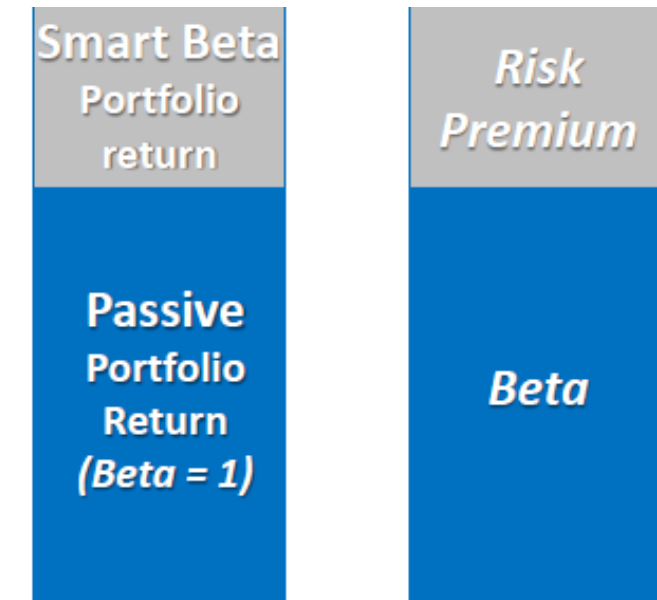 Smart Beta
Portfolio
return
Passive
Portfolio
Return
(Beta = 1)
Risk
Premium
Beta